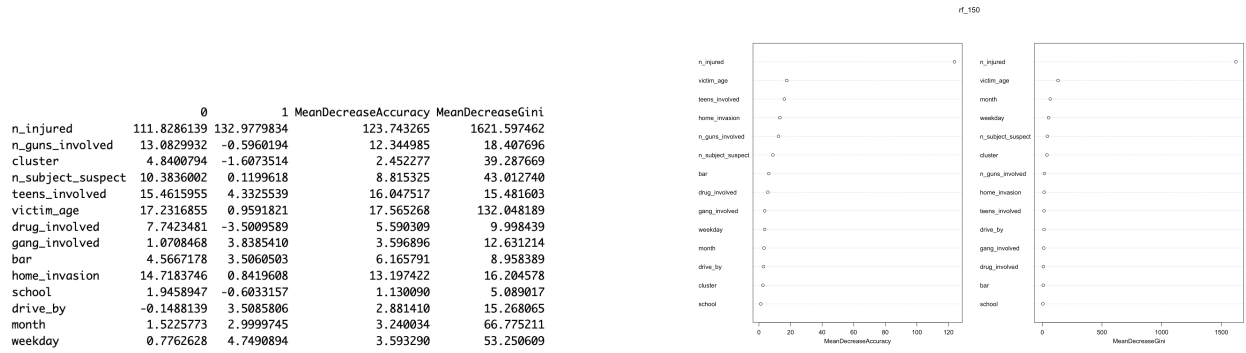 rf_150
0 1 MeanDecreaseAccuracy MeanDecreaseGini
n_injured 111.8286139 132.9779834 123.743265 1621.597462
n_guns_involved 13.0829932 -0.5960194 12.344985 18.407696
cluster 4.8400794 -1.6073514 2.452277 39.287669
n_subject_suspect 10.3836002 0.1199618 8.815325 43.012740
teens_involved 15.4615955 4.3325539 16.047517 15.481603
victim_age 17.2316855 0.9591821 17.565268 132.048189
drug_involved 7.7423481 -3.5009589 5.590309 9.998439
gang_involved 1.0708468 3.8385410 3.596896 12.631214
bar 4.5667178 3.5060503 6.165791 8.958389
home_invasion 14.7183746 0.8419608 13.197422 16.204578
school 1.9458947 -0.6033157 1.130090 5.089017
drive_by -0.1488139 3.5085806 2.881410 15.268065
month 1.5225773 2.9999745 3.240034 66.775211
weekday 0.7762628 4.7490894 3.593290 53.250609
n_injured
victim_age
teens_involved
home_invasion
n_guns_involved
n_subject_suspect
bar
drug_involved
gang_involved
weekday
month
drive_by
cluster
school
0 20 40 60 80 100 120
MeanDecreaseAccuracy
n_injured
victim_age
month
weekday
n_subject_suspect
cluster
n_guns_involved
home_invasion
teens_involved
drive_by
gang_involved
drug_involved
bar
school
0 500 1000 1500
MeanDecreaseGini